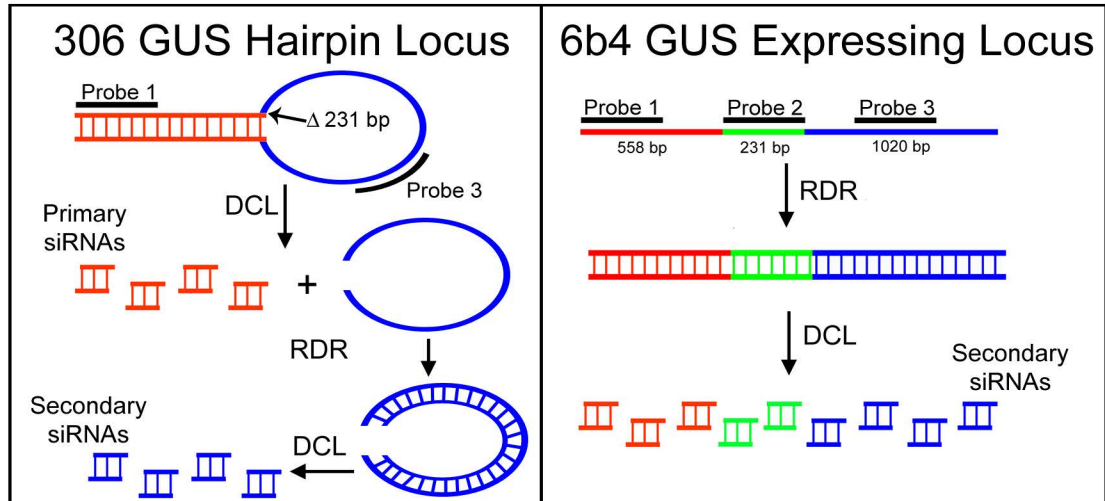 306 GUS Hairpin Locus
Probe 1
Δ 231 bp
Probe 3
DCL
Primary
siRNAs
+
RDR
Secondary
siRNAs
DCL
6b4 GUS Expressing Locus
Probe 1
Probe 2
Probe 3
558 bp
231 bp
1020 bp
RDR
DCL
Secondary
siRNAs